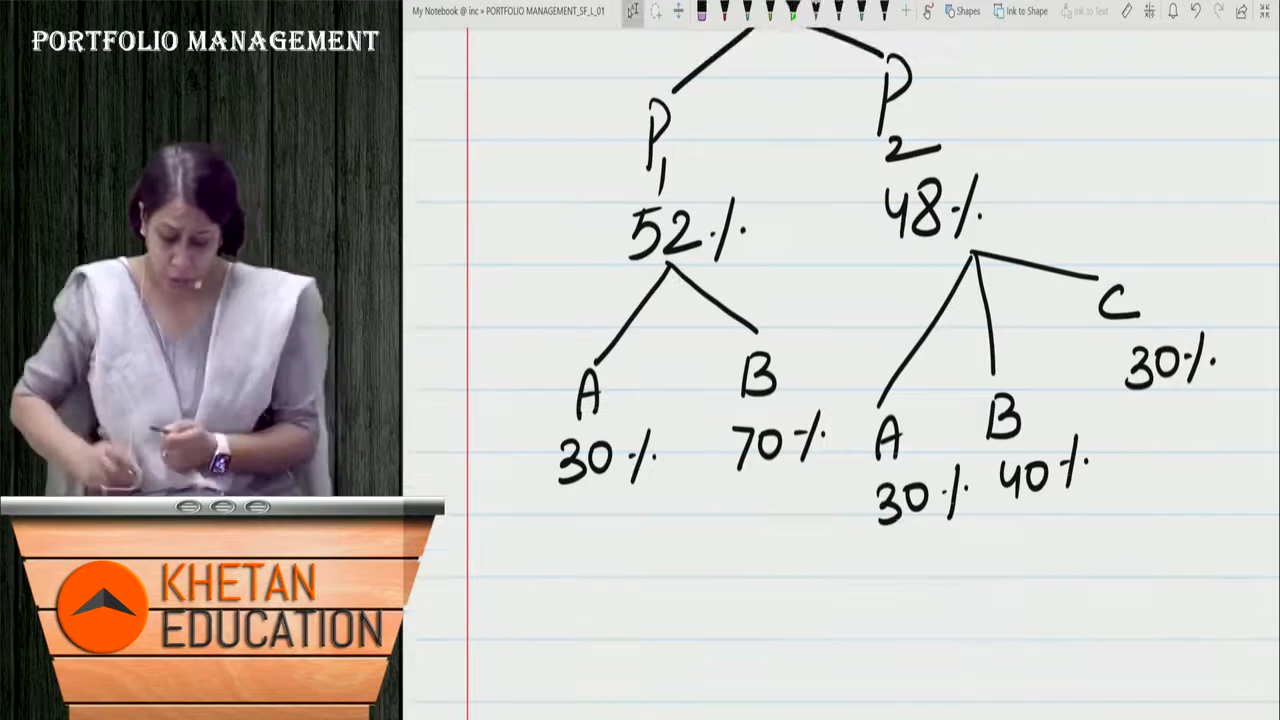 PORTFOLIO MANAGEMENT
My Notebook @ inc » PORTFOLIO MANAGEMENT_SF_L_01
Shapes
Ink to Shape
Ink to Text
P1
P2
52%
48%
A
B
A
B
C
30%
70%
30%
40%
30%
KHETAN
EDUCATION